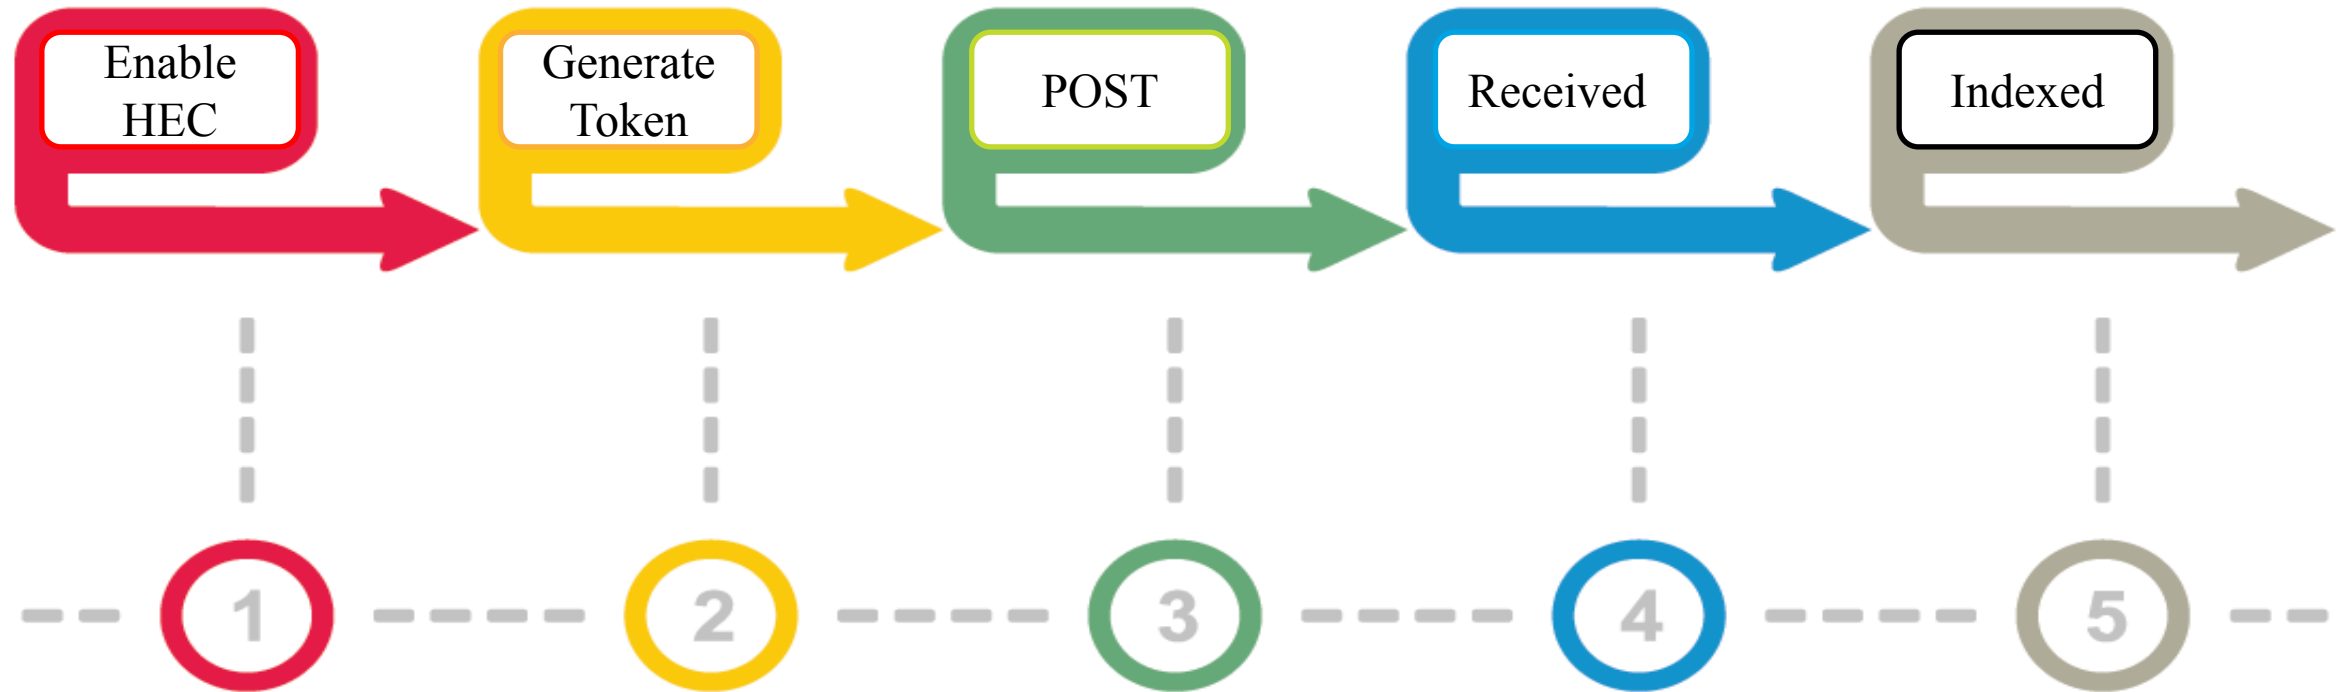 Enable
HEC
Generate
Token
POST
Received
Indexed
1
2
3
4
5